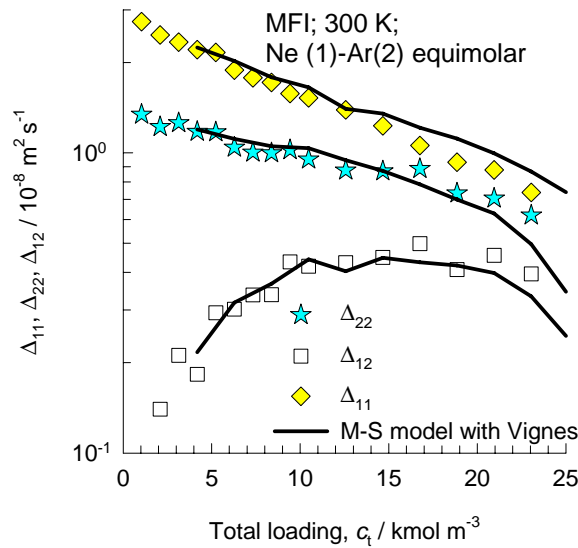 MFI; 300 K;
Ne (1)-Ar(2) equimolar
Δ₁₁, Δ₂₂, Δ₁₂ / 10⁻⁸ m² s⁻¹
10⁰
10⁻¹
Δ₂₂
Δ₁₂
Δ₁₁
M-S model with Vignes
0 5 10 15 20 25
Total loading, cₜ / kmol m⁻³